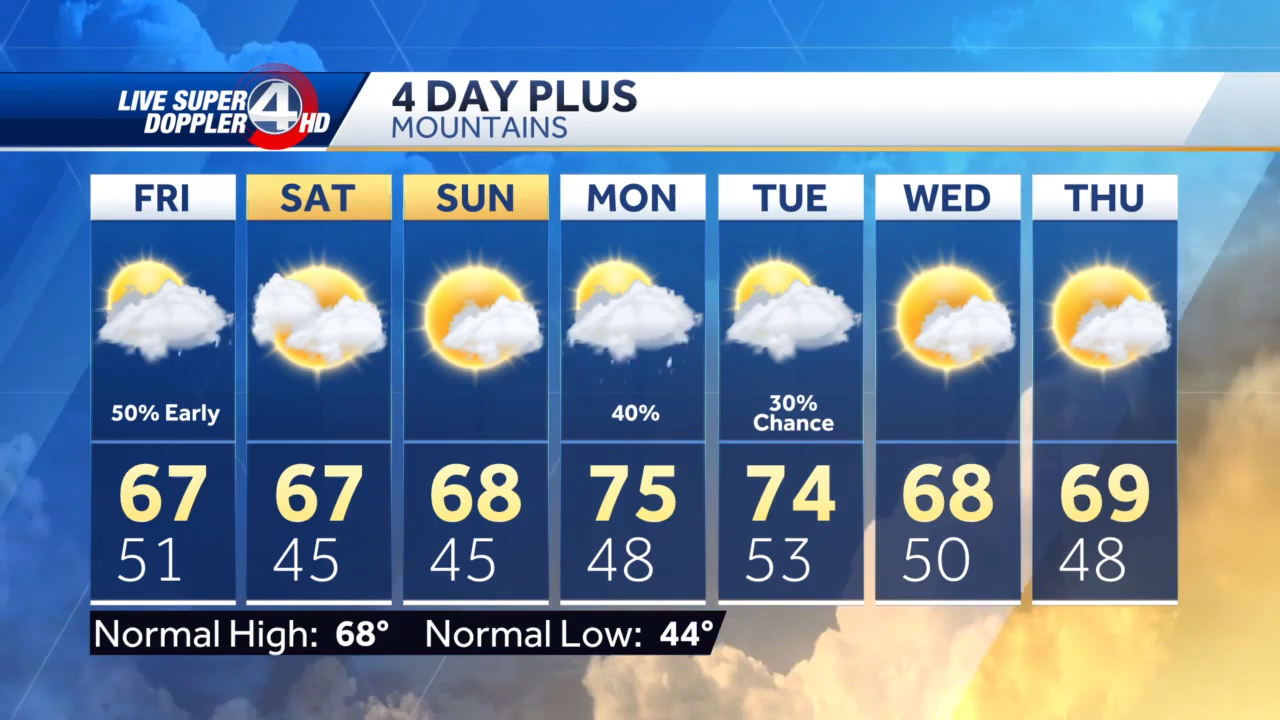 LIVE SUPER
DOPPLER 4 HD
4 DAY PLUS
MOUNTAINS
FRI SAT SUN MON TUE WED THU
50% Early 40% 30%
Chance
67 67 68 75 74 68 69
51 45 45 48 53 50 48
Normal High: 68° Normal Low: 44°